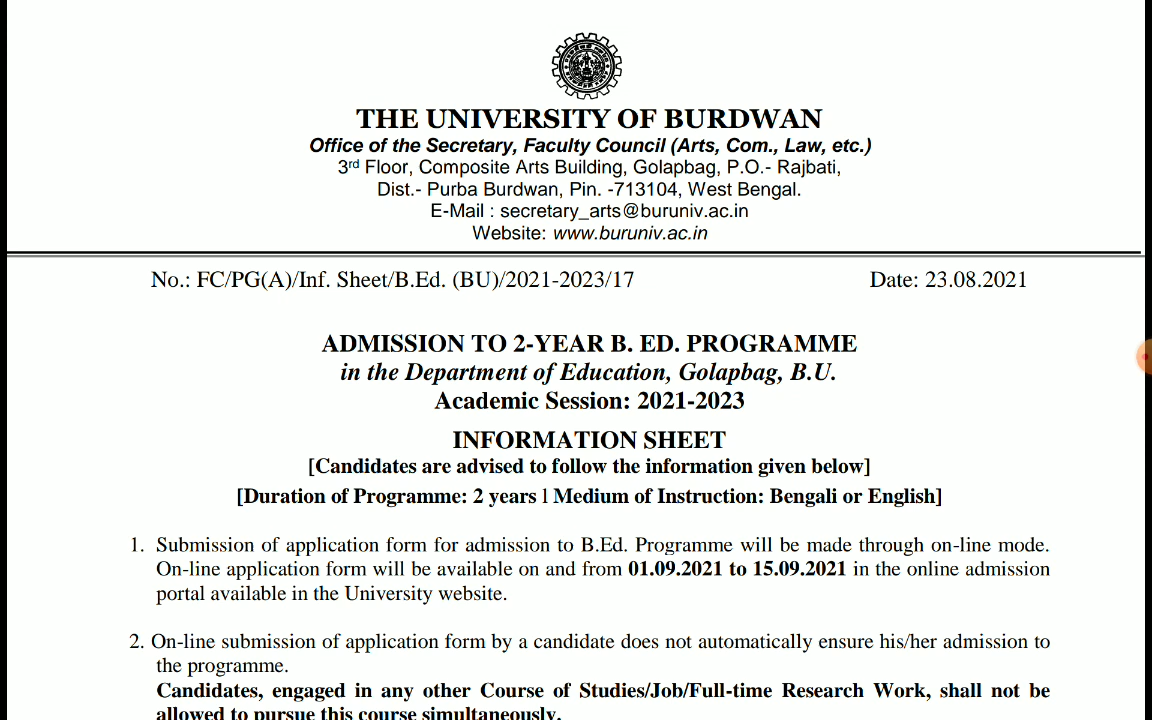 THE UNIVERSITY OF BURDWAN
Office of the Secretary, Faculty Council (Arts, Com., Law, etc.)
3rd Floor, Composite Arts Building, Golapbag, P.O.- Rajbati,
Dist.- Purba Burdwan, Pin. -713104, West Bengal.
E-Mail : secretary_arts@buruniv.ac.in
Website: www.buruniv.ac.in
No.: FC/PG(A)/Inf. Sheet/B.Ed. (BU)/2021-2023/17 Date: 23.08.2021
ADMISSION TO 2-YEAR B. ED. PROGRAMME
in the Department of Education, Golapbag, B.U.
Academic Session: 2021-2023
INFORMATION SHEET
[Candidates are advised to follow the information given below]
[Duration of Programme: 2 years l Medium of Instruction: Bengali or English]
1. Submission of application form for admission to B.Ed. Programme will be made through on-line mode.
On-line application form will be available on and from 01.09.2021 to 15.09.2021 in the online admission
portal available in the University website.
2. On-line submission of application form by a candidate does not automatically ensure his/her admission to
the programme.
Candidates, engaged in any other Course of Studies/Job/Full-time Research Work, shall not be
allowed to pursue this course simultaneously.